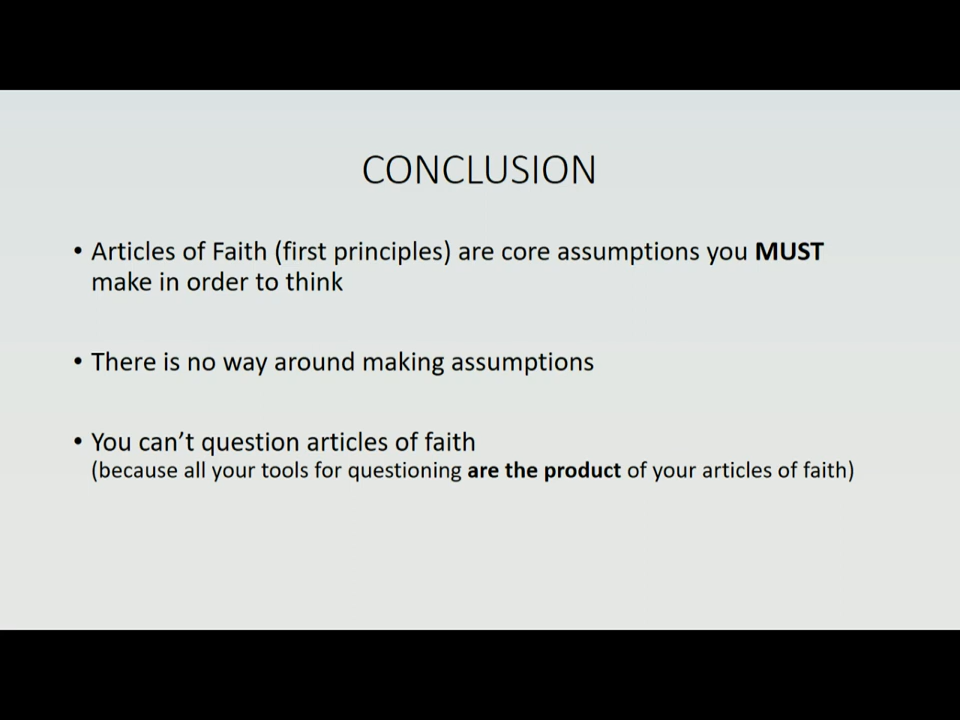 CONCLUSION
• Articles of Faith (first principles) are core assumptions you MUST
make in order to think
• There is no way around making assumptions
• You can’t question articles of faith
(because all your tools for questioning are the product of your articles of faith)